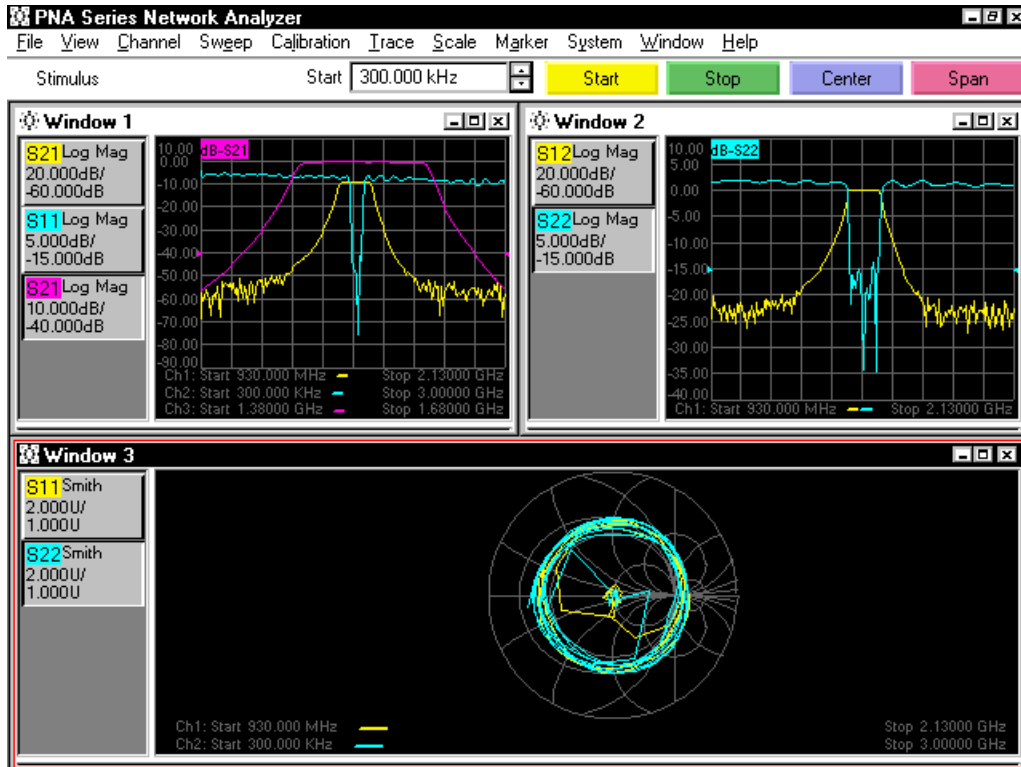 PNA Series Network Analyzer
File View Channel Sweep Calibration Trace Scale Marker System Window Help
Stimulus Start 300.000 kHz Start Stop Center Span
Window 1
S21 Log Mag
20.000dB/
-60.000dB
S11 Log Mag
5.000dB/
-15.000dB
S21 Log Mag
10.000dB/
-40.000dB
dB-S21
10.00
0.00
-10.00
-20.00
-30.00
-40.00
-50.00
-60.00
-70.00
-80.00
-90.00
Ch1: Start 930.000 MHz Stop 2.13000 GHz
Ch2: Start 300.000 KHz Stop 3.00000 GHz
Ch3: Start 1.38000 GHz Stop 1.68000 GHz
Window 2
S12 Log Mag
20.000dB/
-60.000dB
S22 Log Mag
5.000dB/
-15.000dB
dB-S22
10.00
5.00
0.00
-5.00
-10.00
-15.00
-20.00
-25.00
-30.00
-35.00
-40.00
Ch1: Start 930.000 MHz Stop 2.13000 GHz
Window 3
S11 Smith
2.000U/
1.000U
S22 Smith
2.000U/
1.000U
Ch1: Start 930.000 MHz Stop 2.13000 GHz
Ch2: Start 300.000 KHz Stop 3.00000 GHz